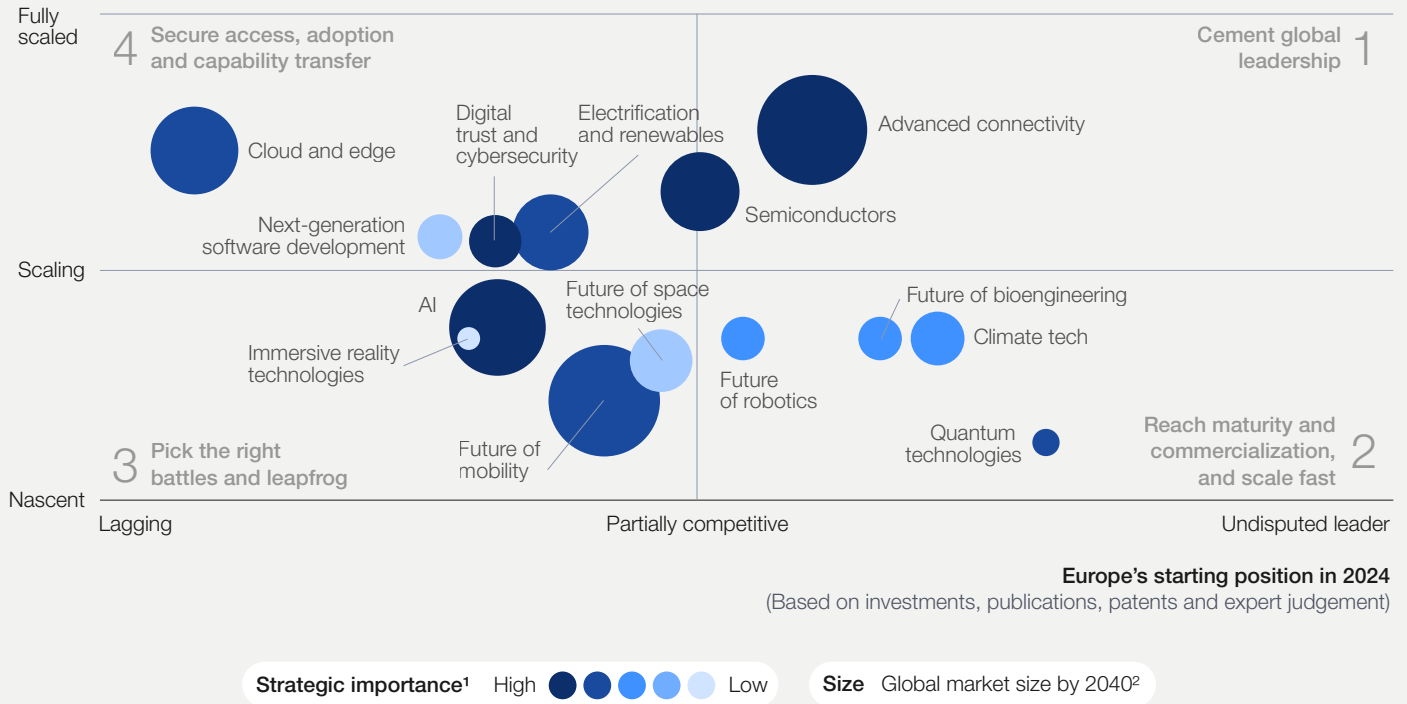 Fully
scaled
4
Secure access, adoption
and capability transfer
Cement global
leadership
1
Digital
trust and
cybersecurity
Electrification
and renewables
Advanced connectivity
Cloud and edge
Semiconductors
Next-generation
software development
Scaling
AI
Future of space
technologies
Future of bioengineering
Climate tech
Immersive reality
technologies
Future
of robotics
Future of
mobility
Quantum
technologies
3
Pick the right
battles and leapfrog
Reach maturity and
commercialization,
and scale fast
2
Nascent
Lagging
Partially competitive
Undisputed leader
Europe’s starting position in 2024
(Based on investments, publications, patents and expert judgement)
Strategic importance¹ High Low
Size Global market size by 2040²